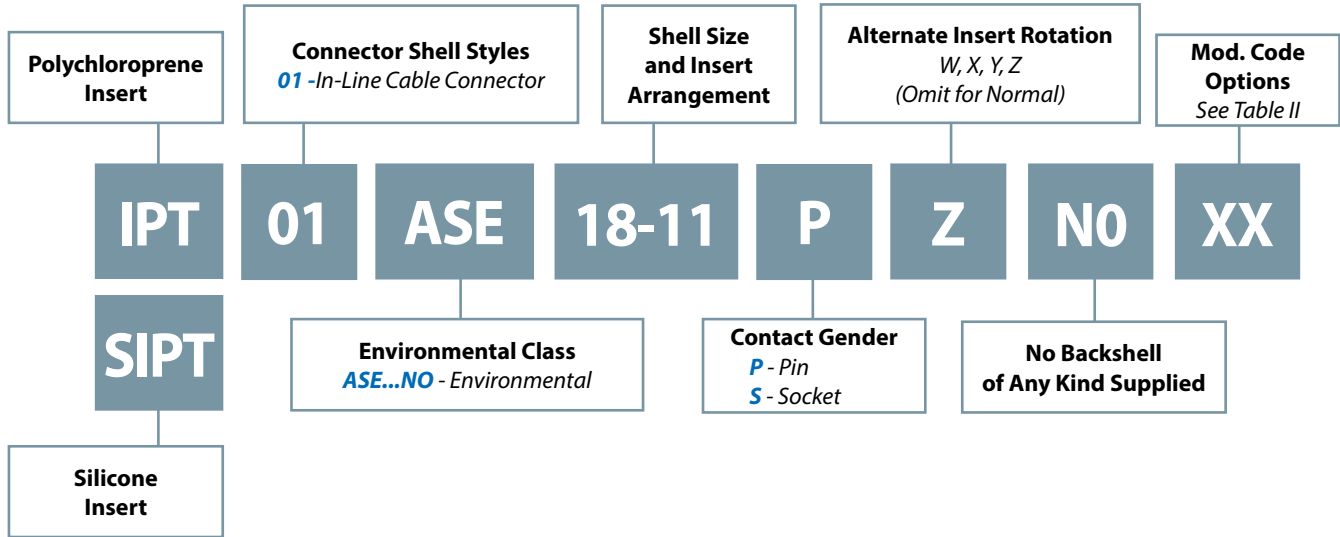 Polychloroprene
Insert
Connector Shell Styles
01 -In-Line Cable Connector
Shell Size
and Insert
Arrangement
Alternate Insert Rotation
W, X, Y, Z
(Omit for Normal)
Mod. Code
Options
See Table II
IPT 01 ASE 18-11 P Z N0 XX
SIPT
Environmental Class
ASE...NO - Environmental
Contact Gender
P - Pin
S - Socket
No Backshell
of Any Kind Supplied
Silicone
Insert